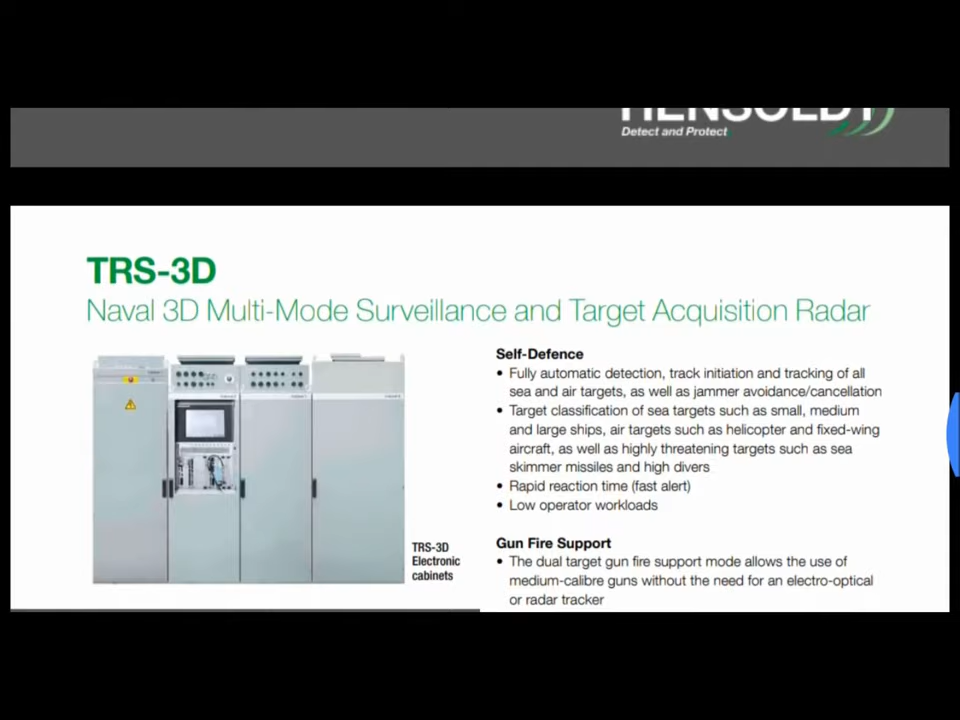 HENSOLDT
Detect and Protect
TRS-3D
Naval 3D Multi-Mode Surveillance and Target Acquisition Radar
Self-Defence
• Fully automatic detection, track initiation and tracking of all
sea and air targets, as well as jammer avoidance/cancellation
• Target classification of sea targets such as small, medium
and large ships, air targets such as helicopter and fixed-wing
aircraft, as well as highly threatening targets such as sea
skimmer missiles and high divers
• Rapid reaction time (fast alert)
• Low operator workloads
TRS-3D
Electronic
cabinets
Gun Fire Support
• The dual target gun fire support mode allows the use of
medium-calibre guns without the need for an electro-optical
or radar tracker